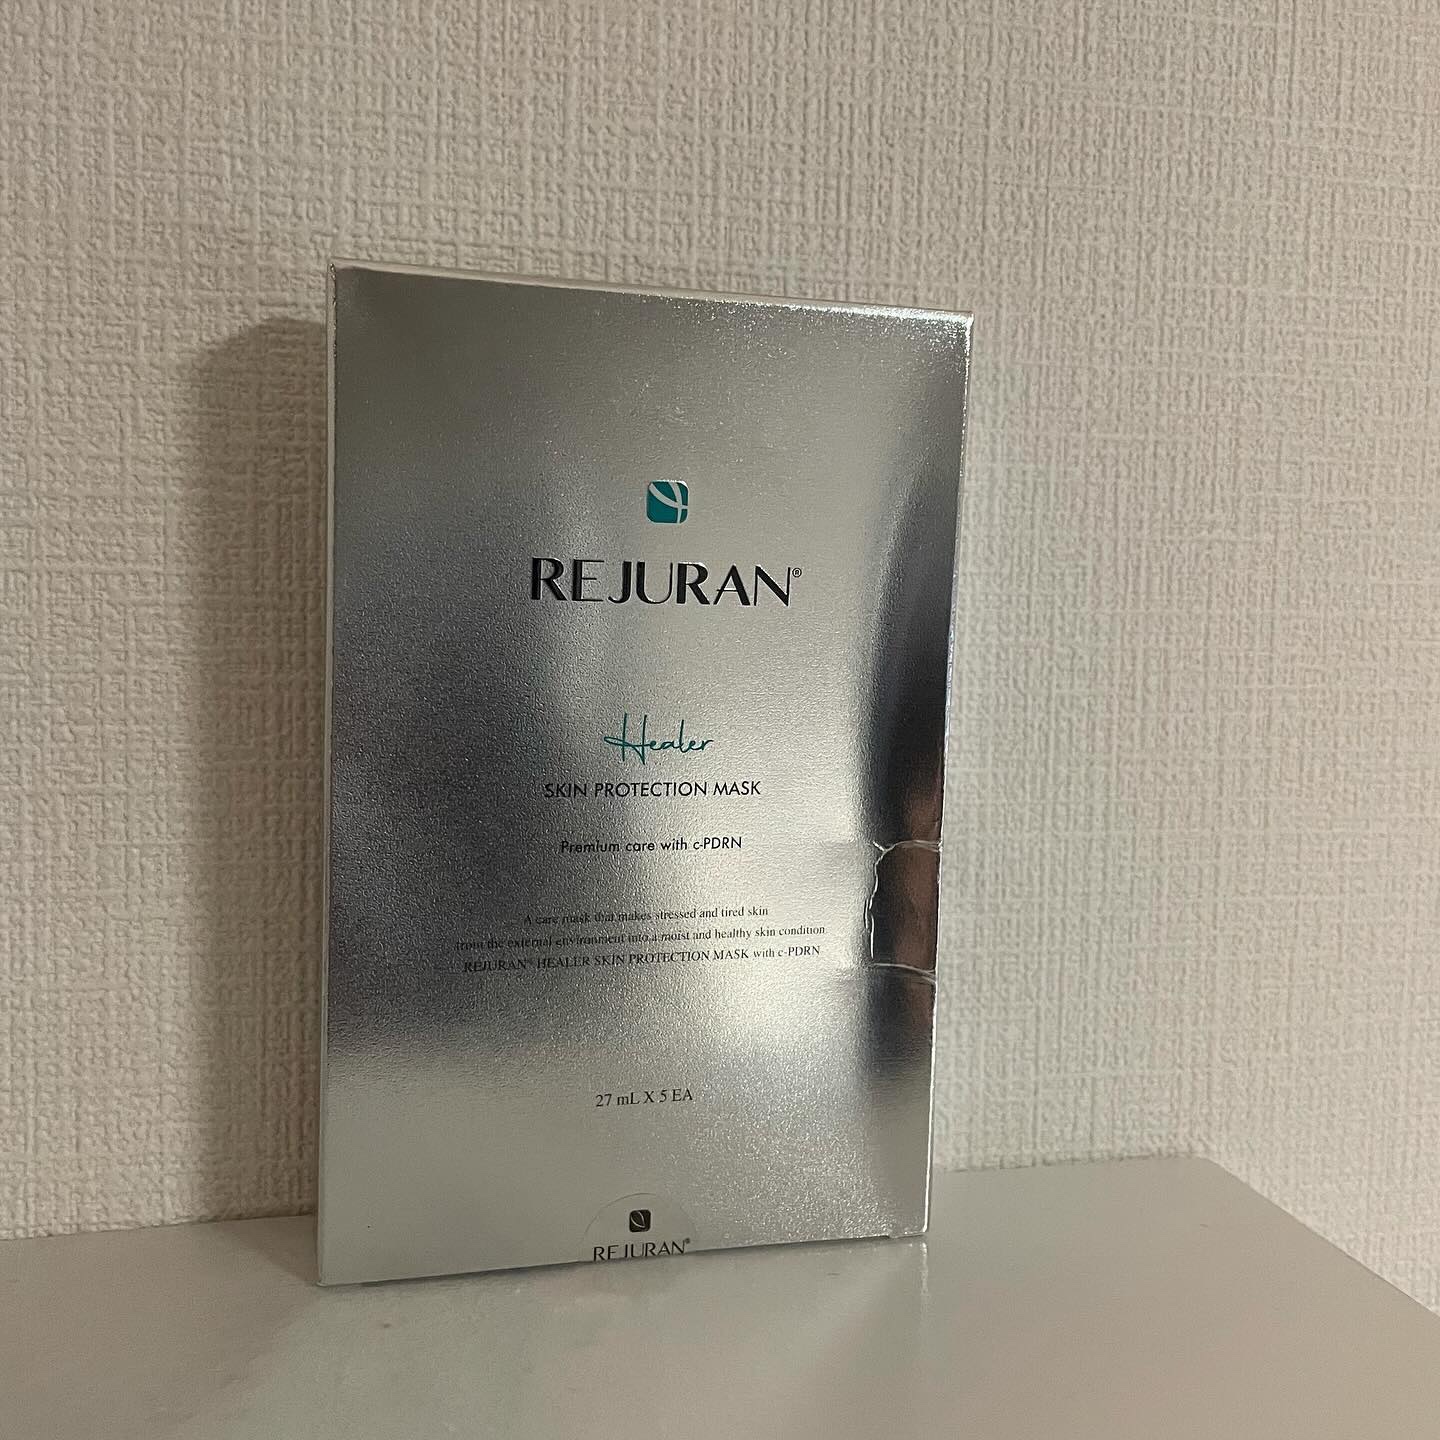 REJURAN®
Healer
SKIN PROTECTION MASK
Premium care with c-PDRN
A care mask that makes stressed and tired skin
from the external environment into a moist and healthy skin condition
REJURAN® HEALER SKIN PROTECTION MASK with c-PDRN
27 mL X 5 EA
REJURAN®